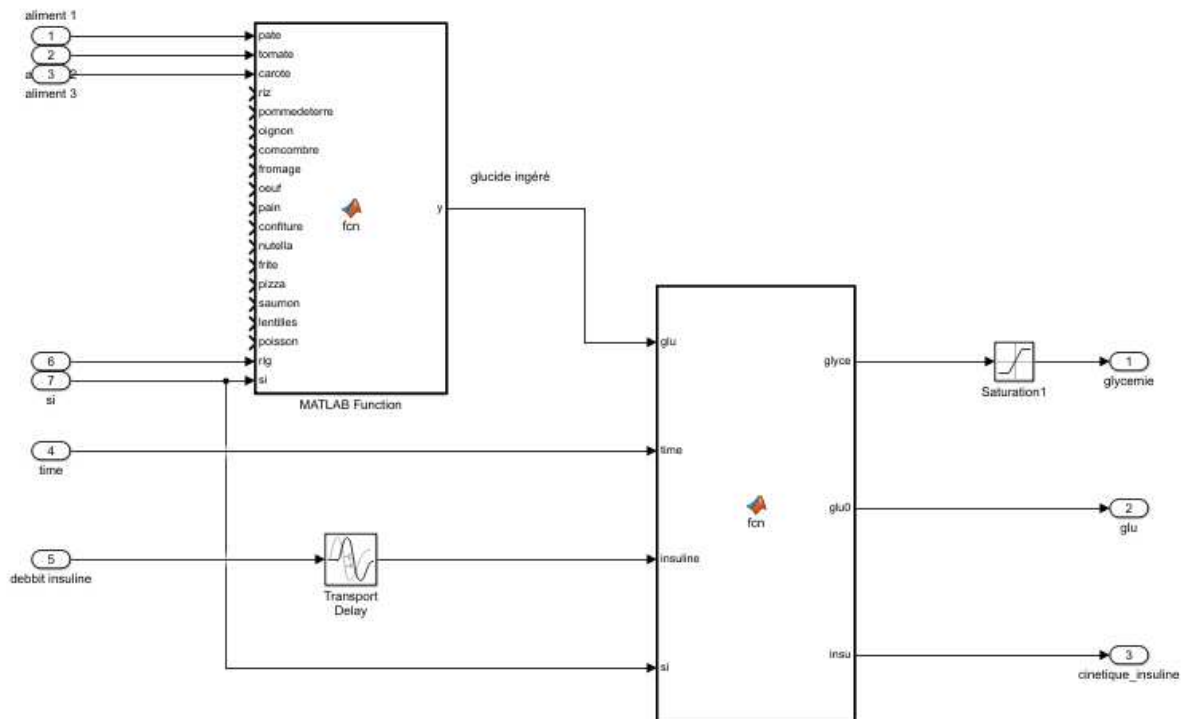 aliment 1
1
pate
2
tomate
3
carote
aliment 3
riz
pommedeterre
oignon
comcombre
fromage
oeuf
pain
confiture
nutella
frite
pizza
saumon
lentilles
poisson
6
rlg
7
si
si
fcn
y
MATLAB Function
glucide ingéré
4
time
5
debbit insuline
Transport
Delay
glu
time
insuline
si
fcn
glyce
glu0
insu
Saturation1
1
glycemie
2
glu
3
cinetique_insuline